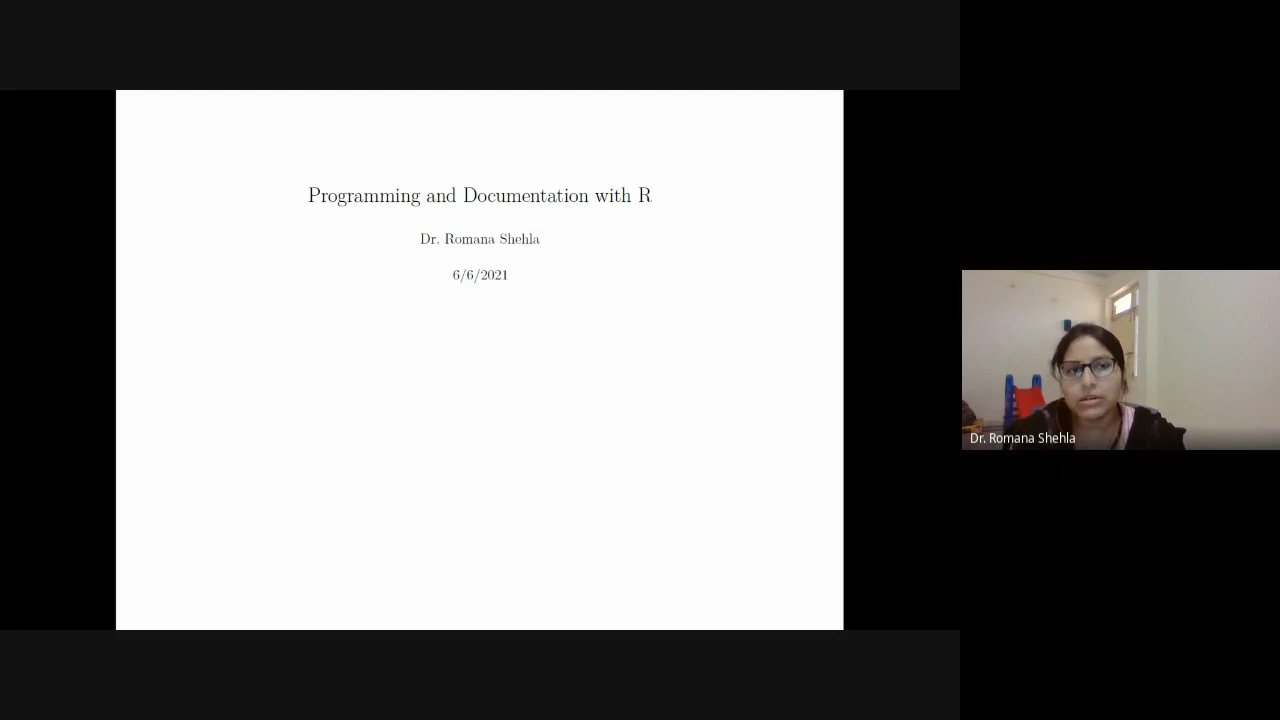 Programming and Documentation with R
Dr. Romana Shehla
6/6/2021
Dr. Romana Shehla